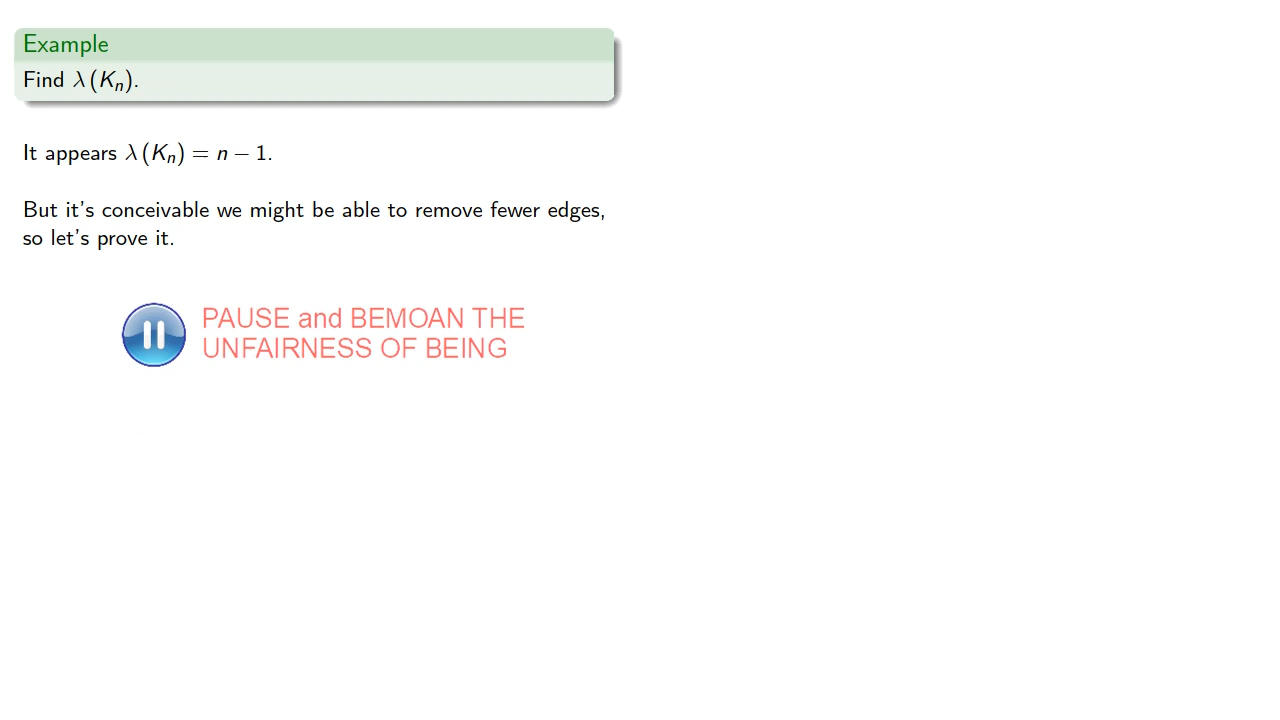 Example
Find λ (Kₙ).
It appears λ (Kₙ) = n − 1.
But it's conceivable we might be able to remove fewer edges,
so let's prove it.
PAUSE and BEMOAN THE
UNFAIRNESS OF BEING